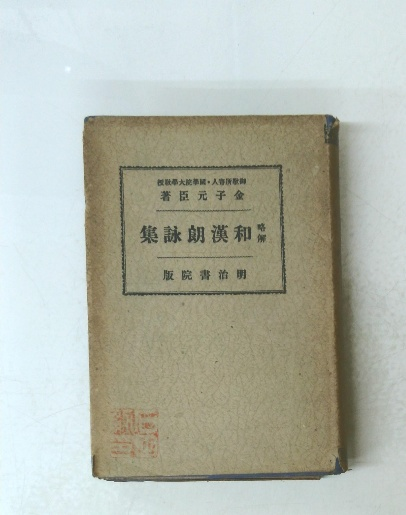 御歌所寄人・國學院大學敎授
金子元臣著
略解
和漢朗詠集
明治書院版